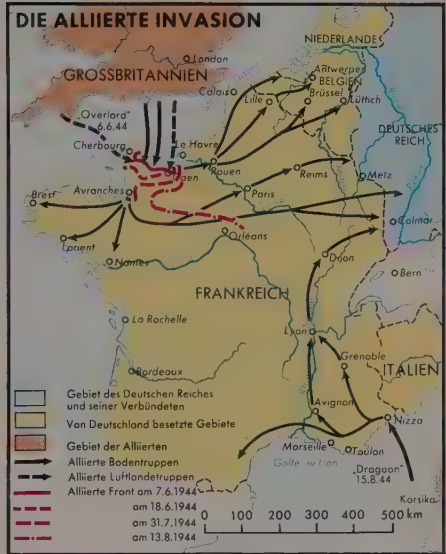 DIE ALLIIERTE INVASION
NIEDERLANDE
London
GROSSBRITANNIEN
Antwerpen
BELGIEN
Calais
Lille
Brüssel
Lüttich
"Overlord"
6.6.44
DEUTSCHES
REICH
Cherbourg
Le Havre
Caen
Rouen
Reims
Metz
Paris
Avranches
Brest
Colmar
Lorient
Orléans
Nantes
Dijon
Bern
FRANKREICH
La Rochelle
Lyon
ITALIEN
Grenoble
Bordeaux
Avignon
Nizza
Marseille
Toulon
Golfe du Lion
"Dragoon"
15.8.44
Korsika
Gebiet des Deutschen Reiches
und seiner Verbündeten
Von Deutschland besetzte Gebiete
Gebiet der Alliierten
Alliierte Bodentruppen
Alliierte Luftlandetruppen
Alliierte Front am 7.6.1944
am 18.6.1944
am 31.7.1944
am 13.8.1944
0 100 200 300 400 500 km